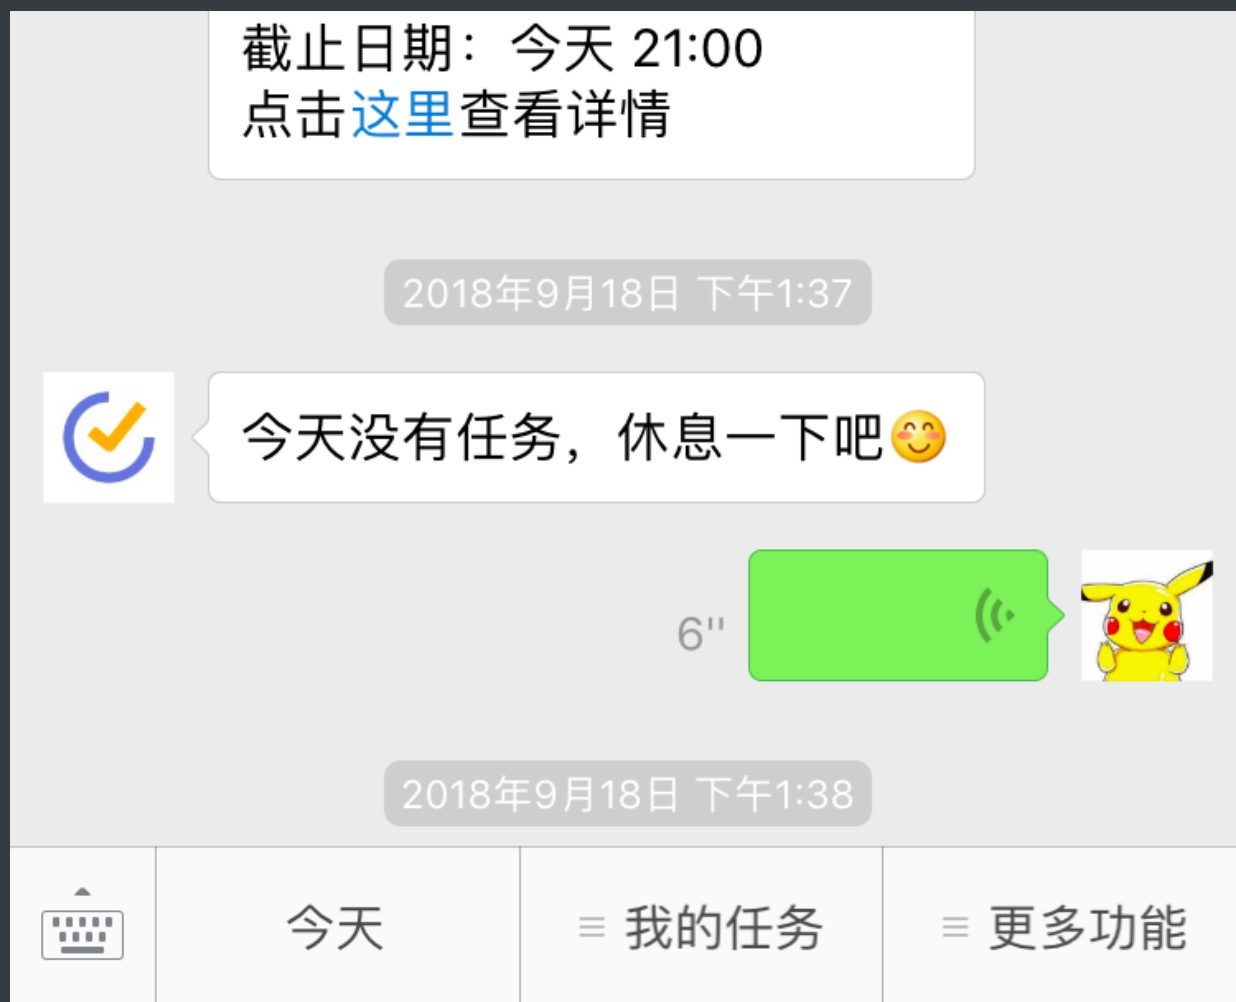 截止日期：今天 21:00
点击这里查看详情
2018年9月18日 下午1:37
今天没有任务，休息一下吧😊
6''
2018年9月18日 下午1:38
今天
我的任务
更多功能